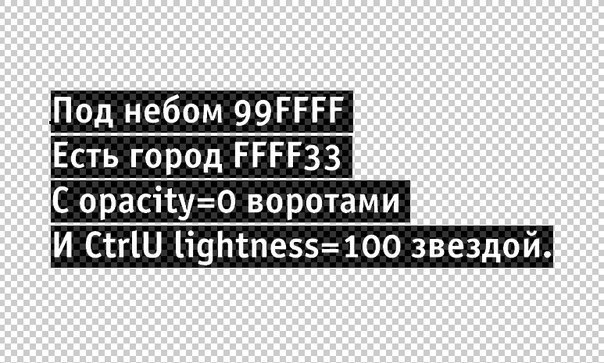 Под небом 99FFFF
Есть город FFFF33
С opacity=0 воротами
И CtrlU lightness=100 звездой.